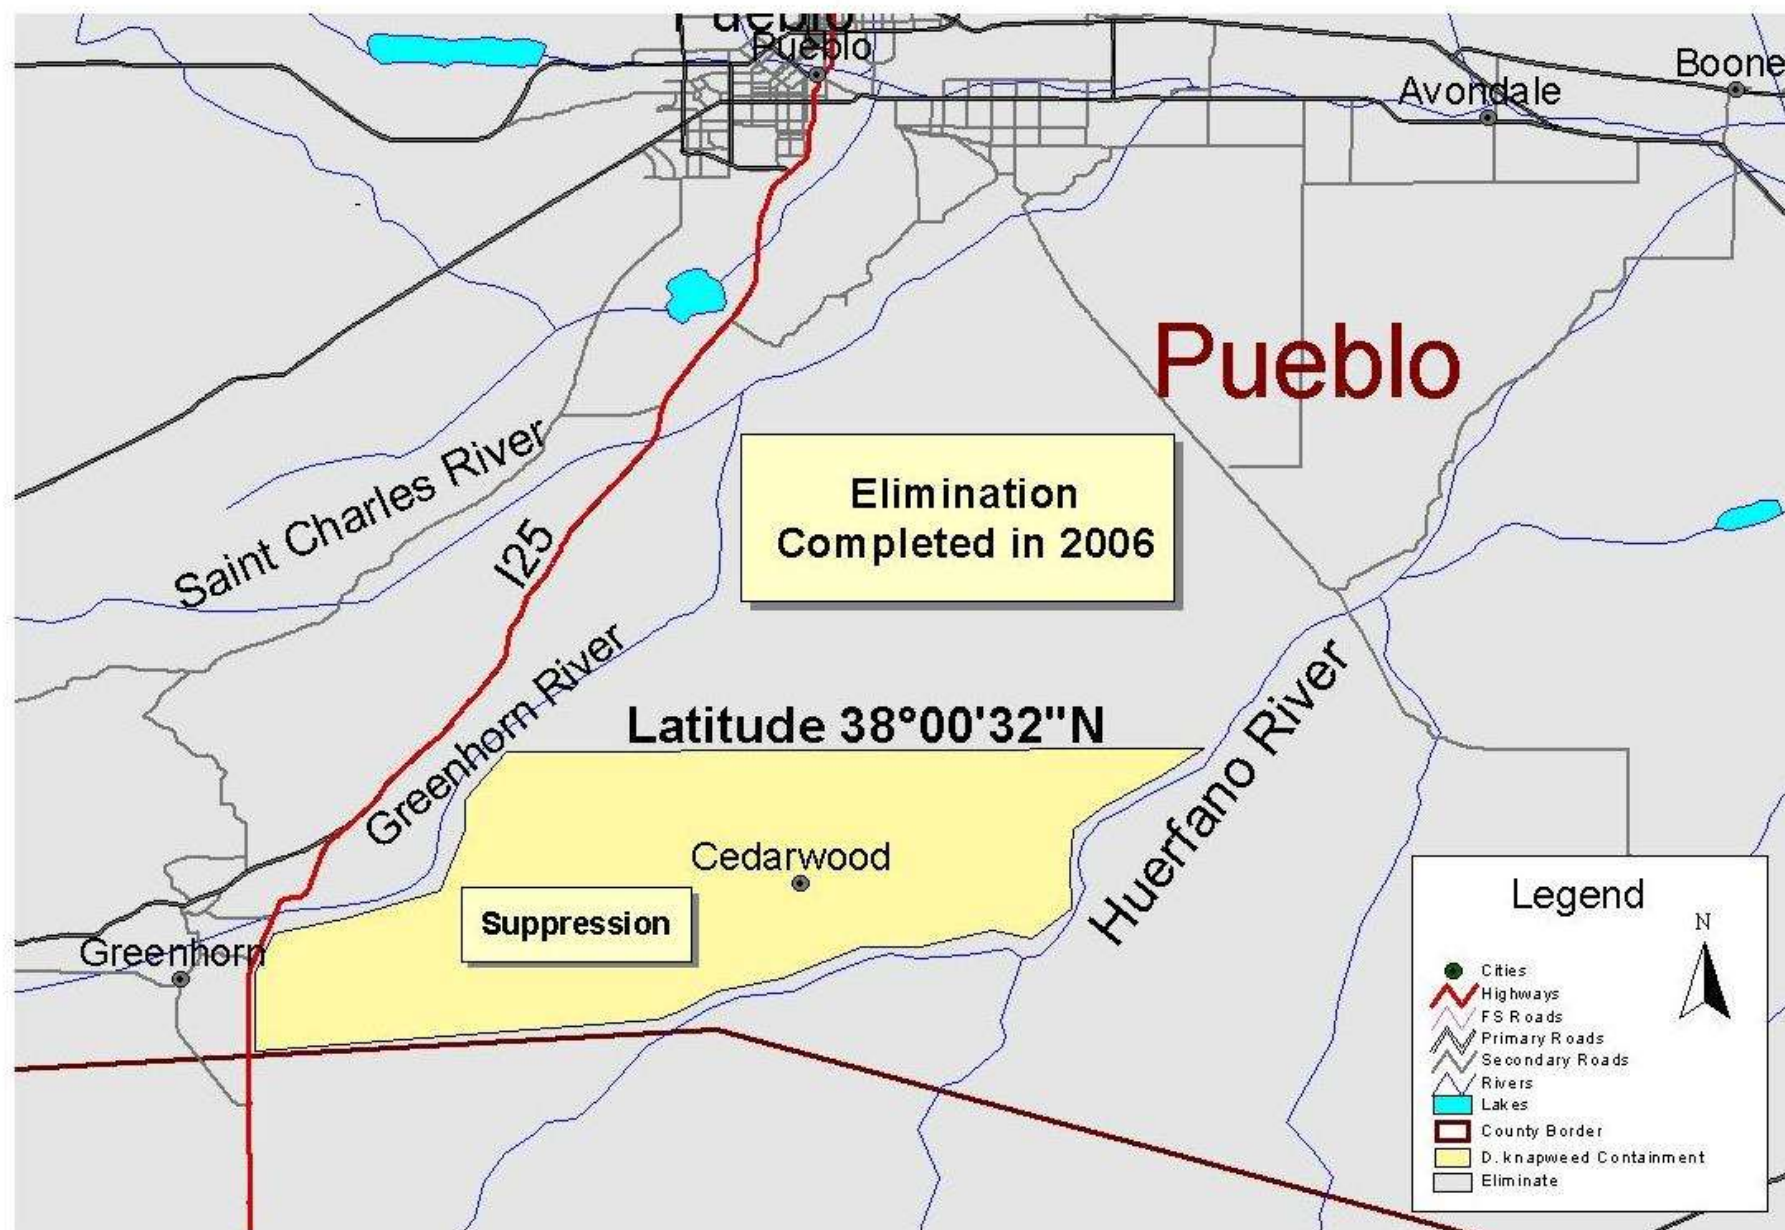 Pueblo
Pueblo
Boone
Avondale
Pueblo
Saint Charles River
Elimination
Completed in 2006
I25
Greenhorn River
Latitude 38°00'32"N
Huerfano River
Cedarwood
Suppression
Greenhorn
Legend
N
Cities
Highways
FS Roads
Primary Roads
Secondary Roads
Rivers
Lakes
County Border
D. knapweed Containment
Eliminate